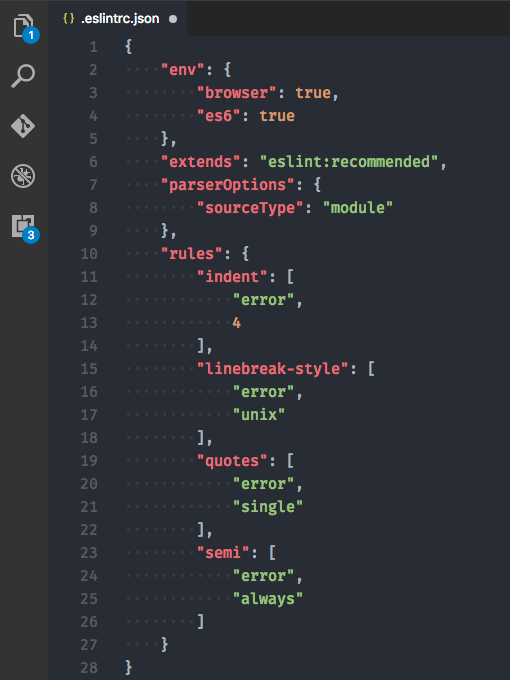 {} .eslintrc.json
1 {
2     "env": {
3         "browser": true,
4         "es6": true
5     },
6     "extends": "eslint:recommended",
7     "parserOptions": {
8         "sourceType": "module"
9     },
10     "rules": {
11         "indent": [
12             "error",
13             4
14         ],
15         "linebreak-style": [
16             "error",
17             "unix"
18         ],
19         "quotes": [
20             "error",
21             "single"
22         ],
23         "semi": [
24             "error",
25             "always"
26         ]
27     }
28 }
1
3